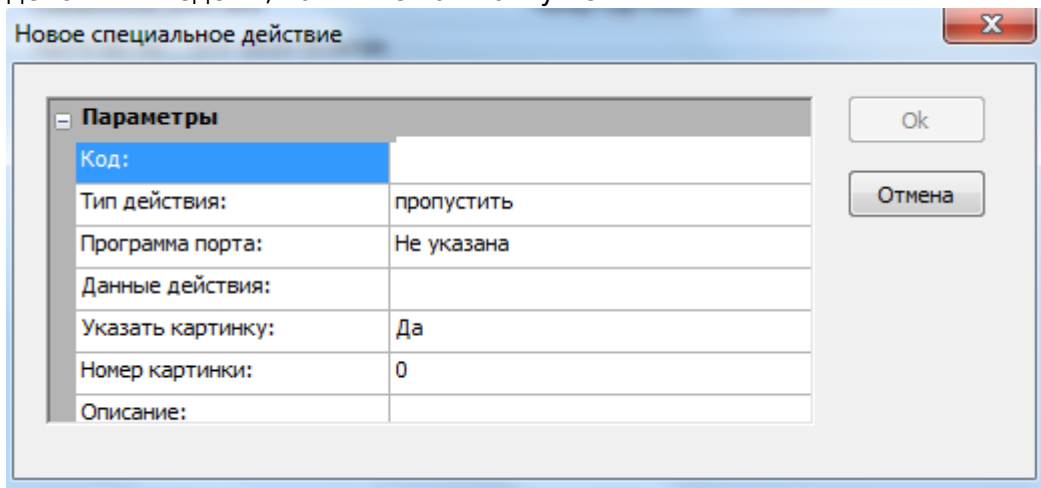 Новое специальное действие
Параметры
Ok
Код:
Тип действия: пропустить
Отмена
Программа порта: Не указана
Данные действия:
Указать картинку: Да
Номер картинки: 0
Описание: